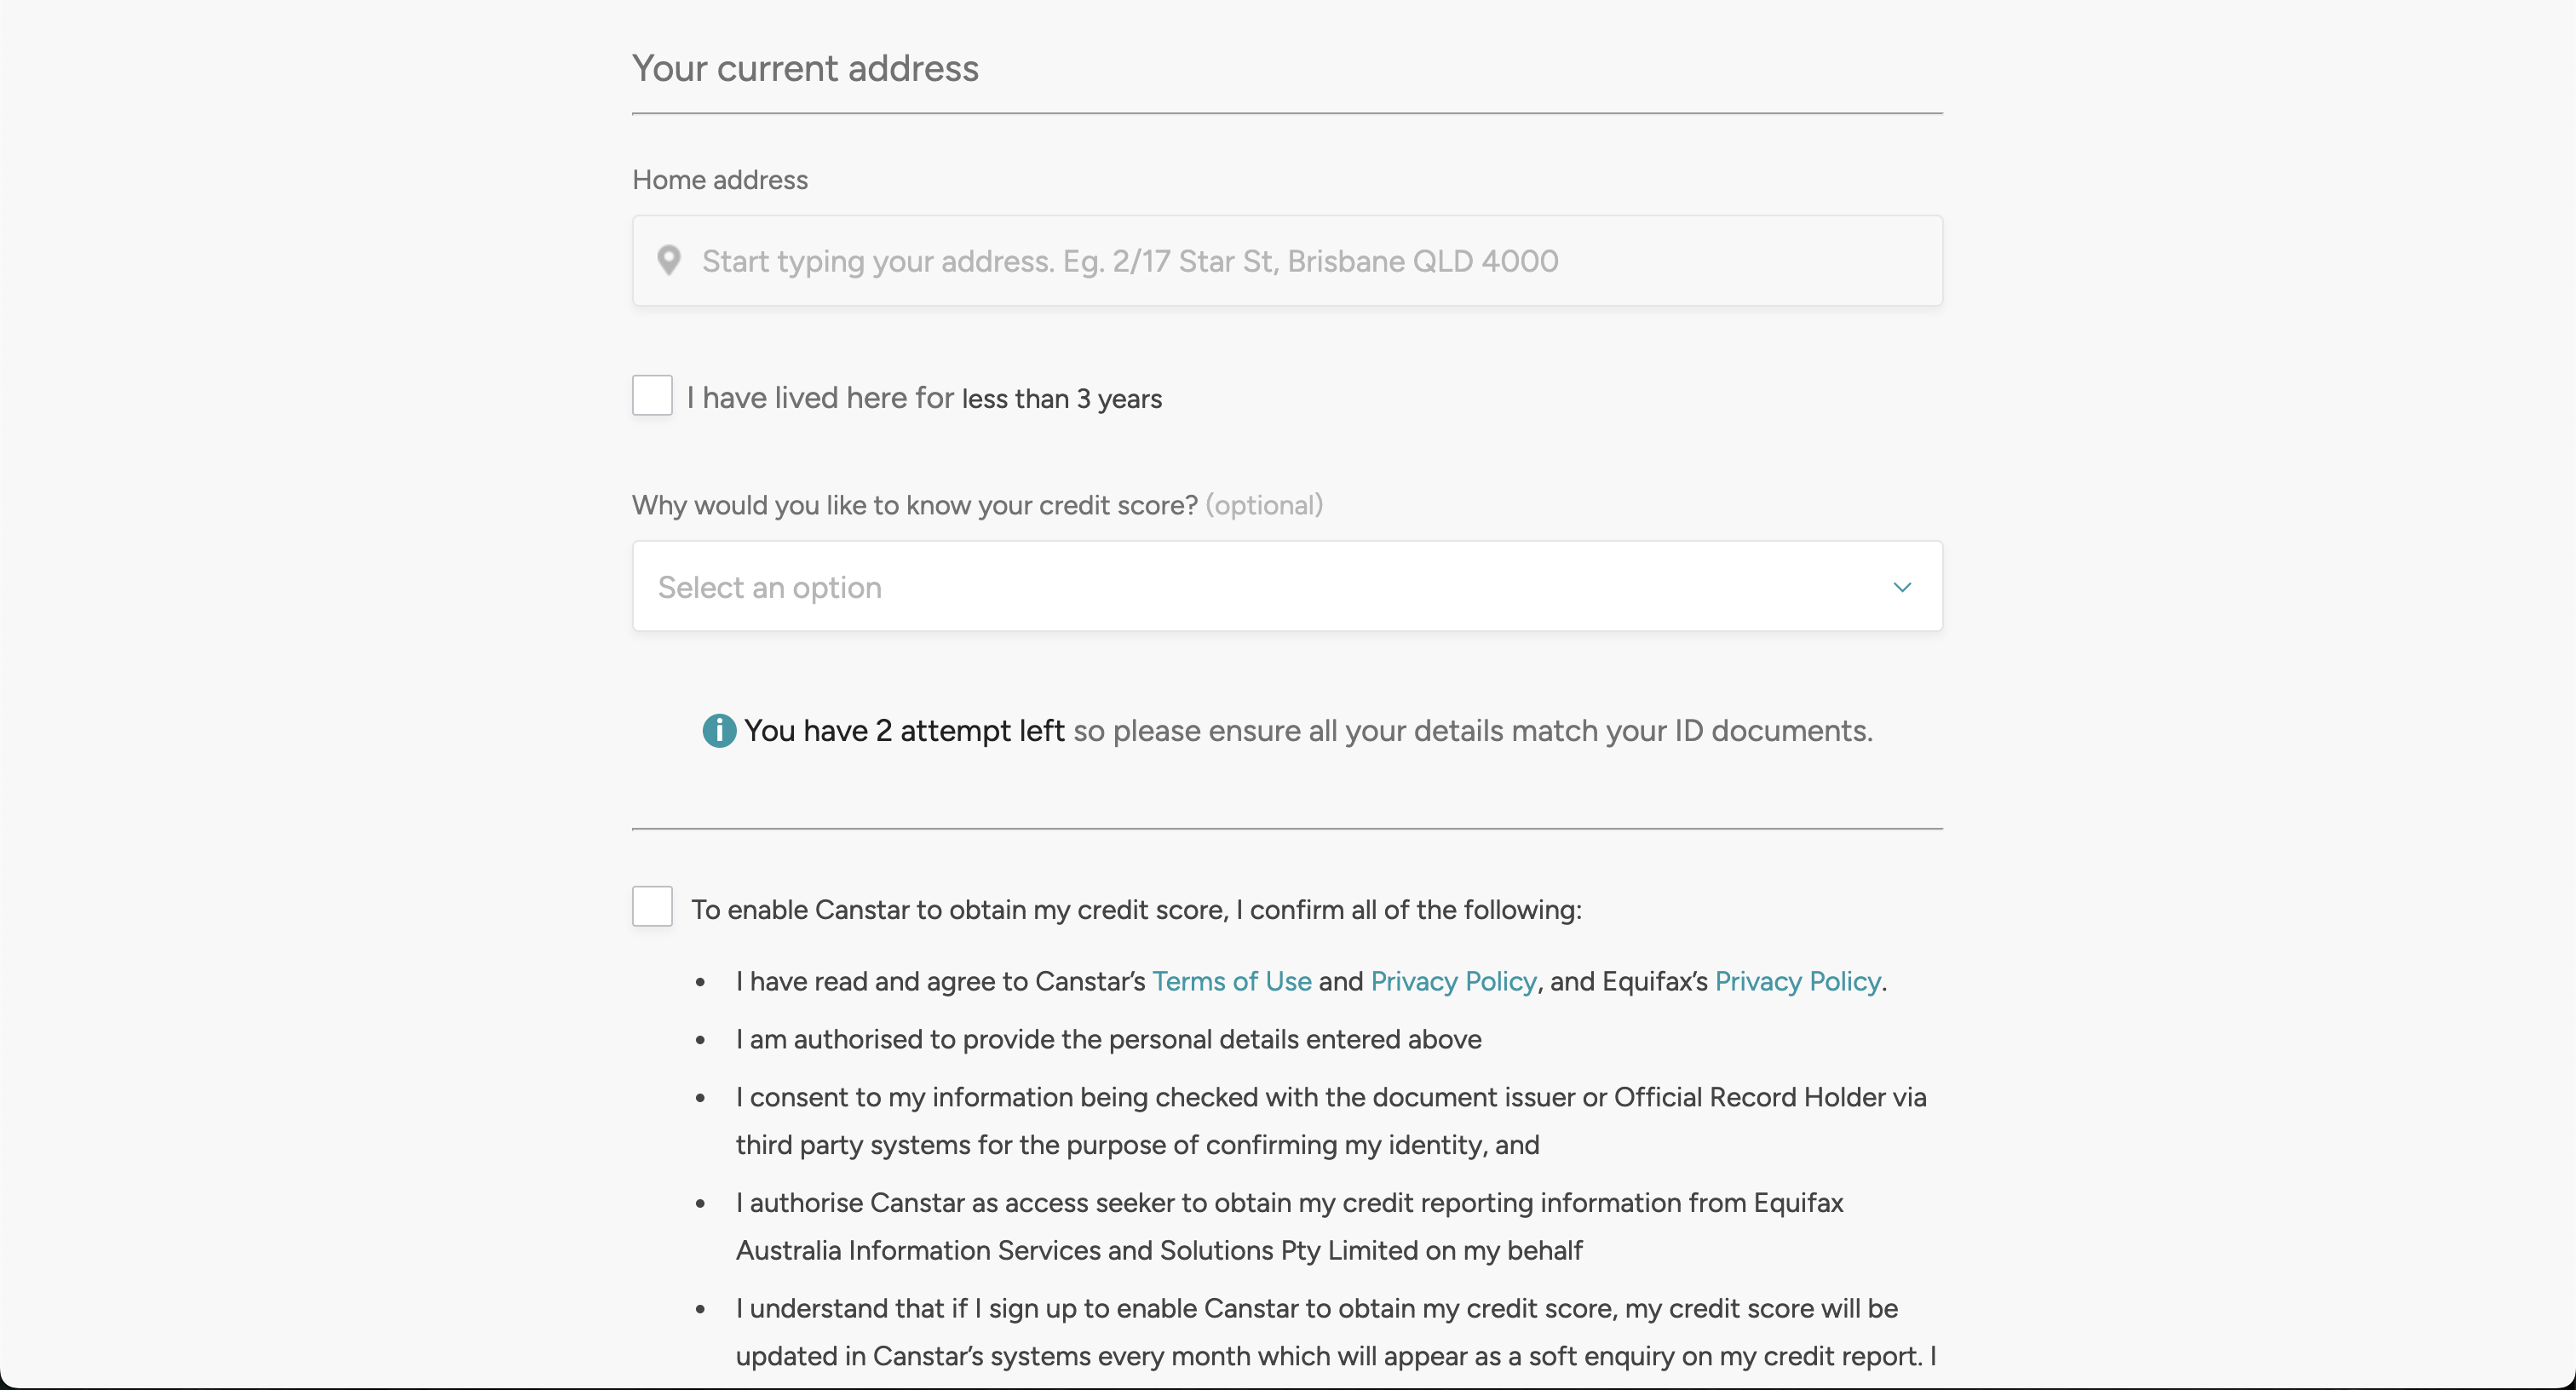 Your current address
Home address
Start typing your address. Eg. 2/17 Star St, Brisbane QLD 4000
I have lived here for less than 3 years
Why would you like to know your credit score? (optional)
Select an option
You have 2 attempt left so please ensure all your details match your ID documents.
To enable Canstar to obtain my credit score, I confirm all of the following:
• I have read and agree to Canstar’s Terms of Use and Privacy Policy, and Equifax’s Privacy Policy.
• I am authorised to provide the personal details entered above
• I consent to my information being checked with the document issuer or Official Record Holder via
third party systems for the purpose of confirming my identity, and
• I authorise Canstar as access seeker to obtain my credit reporting information from Equifax
Australia Information Services and Solutions Pty Limited on my behalf
• I understand that if I sign up to enable Canstar to obtain my credit score, my credit score will be
updated in Canstar’s systems every month which will appear as a soft enquiry on my credit report. I